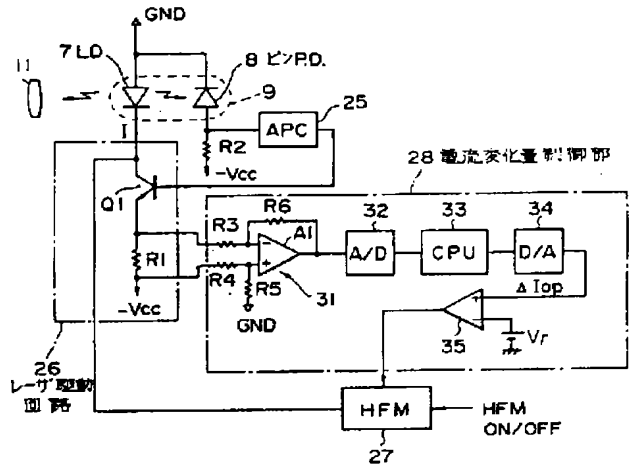 GND
7 LD
8 ピンP.D.
11
9
25
APC
I
R2
-Vcc
28 電流変化量制御部
Q1
R6
32
33
34
R3
A1
A/D
CPU
D/A
R1
R4
R5
31
ΔIop
-Vcc
GND
35
Vr
26
レーザ駆動
回路
HFM
HFM
ON/OFF
27